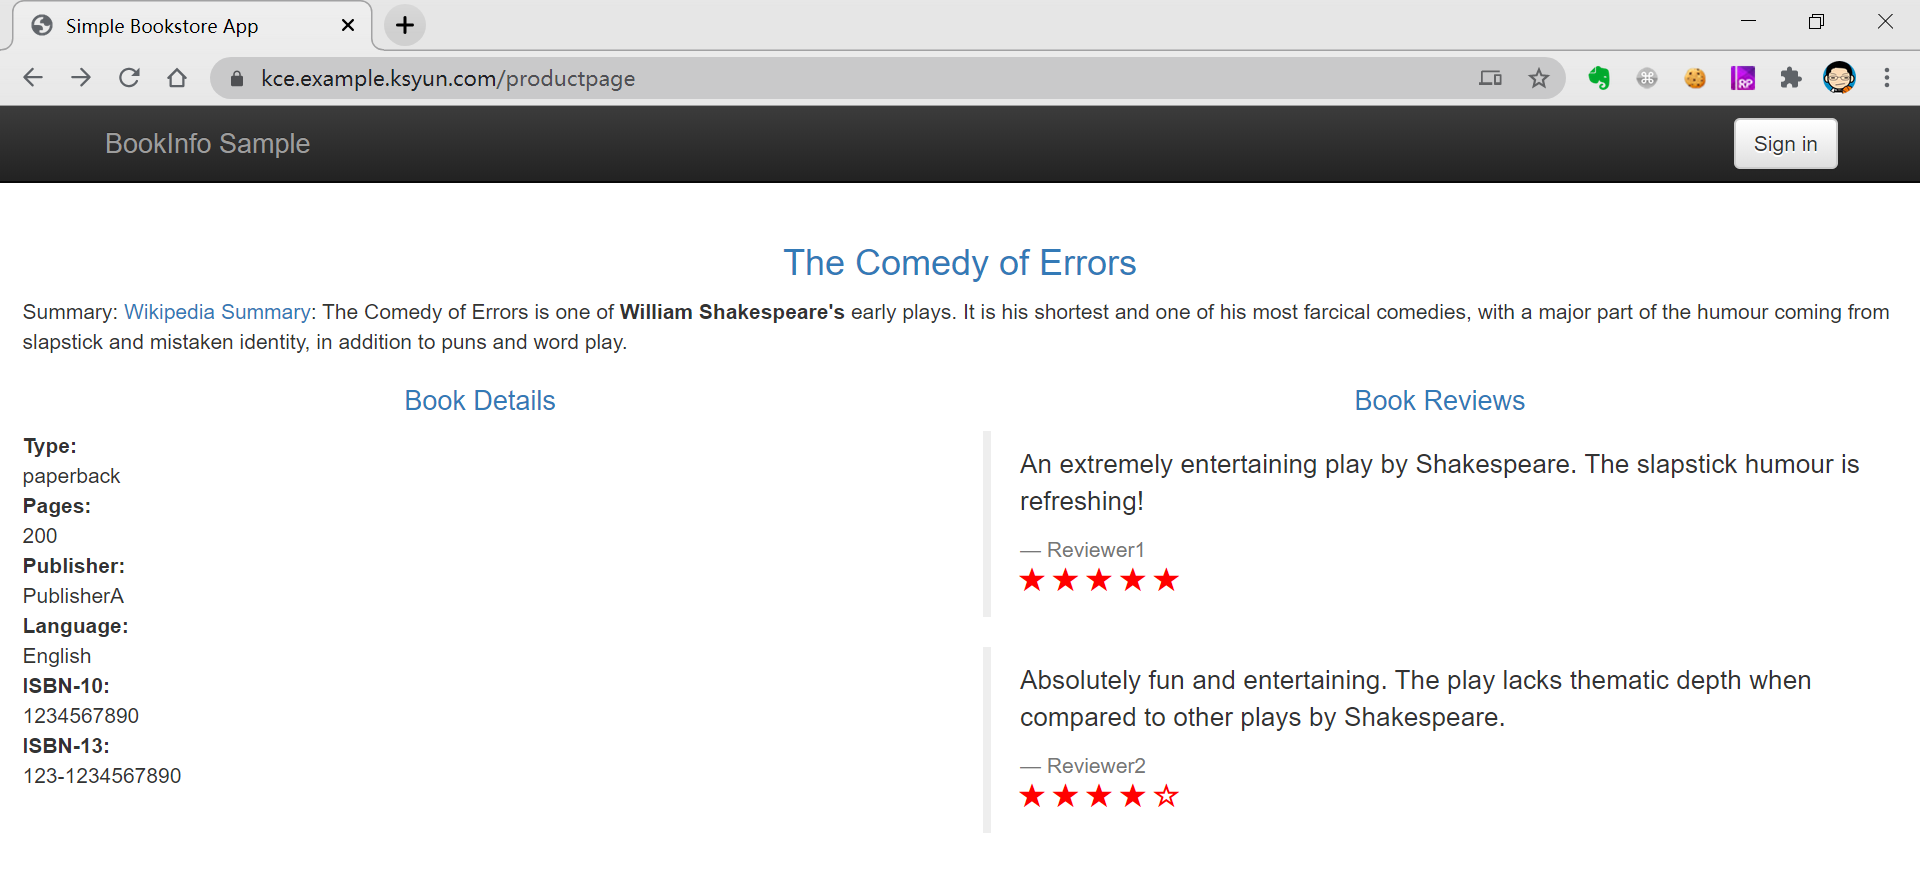 Simple Bookstore App
kce.example.ksyun.com/productpage
RP
BookInfo Sample
Sign in
The Comedy of Errors
Summary: Wikipedia Summary: The Comedy of Errors is one of William Shakespeare's early plays. It is his shortest and one of his most farcical comedies, with a major part of the humour coming from
slapstick and mistaken identity, in addition to puns and word play.
Book Details
Type:
paperback
Pages:
200
Publisher:
PublisherA
Language:
English
ISBN-10:
1234567890
ISBN-13:
123-1234567890
Book Reviews
An extremely entertaining play by Shakespeare. The slapstick humour is
refreshing!
— Reviewer1
★ ★ ★ ★ ★
Absolutely fun and entertaining. The play lacks thematic depth when
compared to other plays by Shakespeare.
— Reviewer2
★ ★ ★ ★ ☆